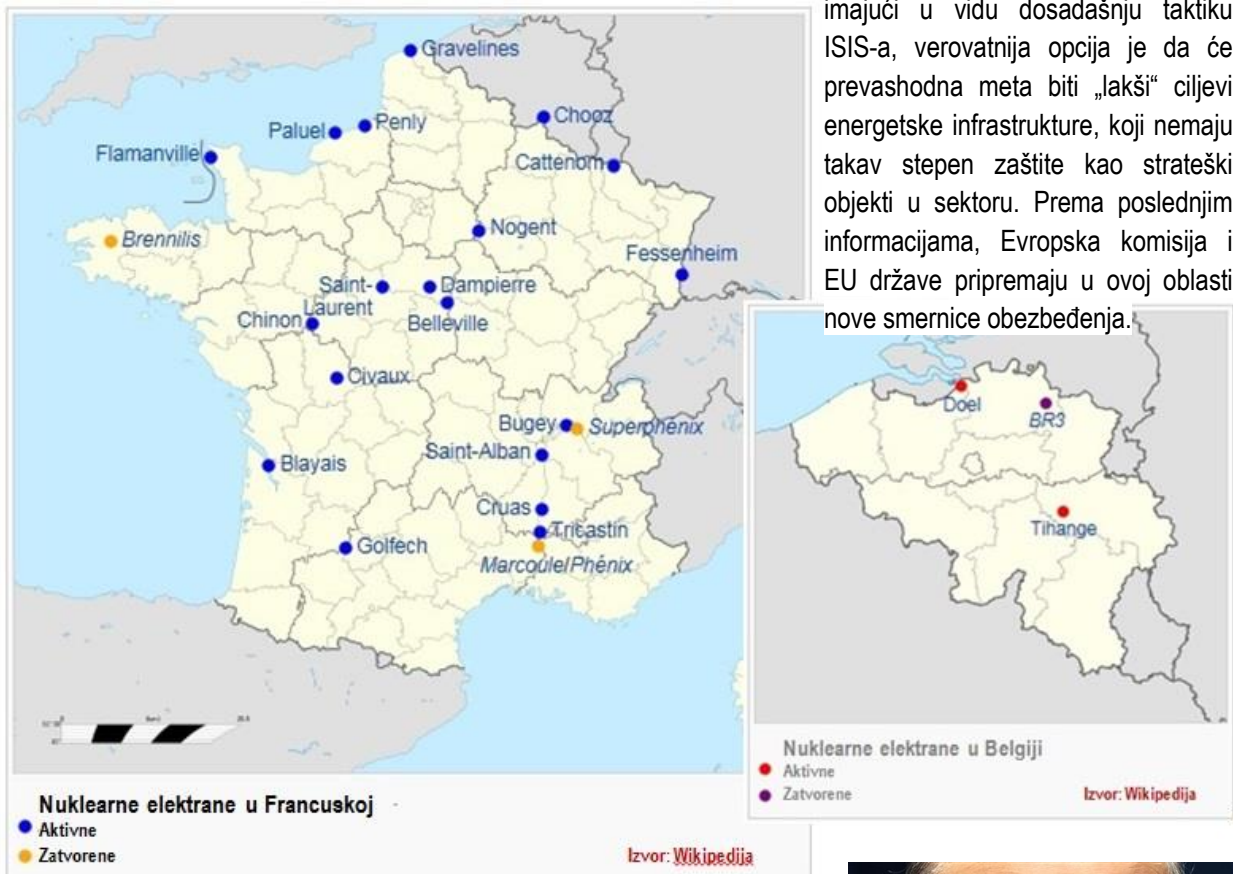 imajući u vidu dosadašnju taktiku
ISIS-a, verovatnija opcija je da će
prevashodna meta biti „lakši“ ciljevi
energetske infrastrukture, koji nemaju
takav stepen zaštite kao strateški
objekti u sektoru. Prema poslednjim
informacijama, Evropska komisija i
EU države pripremaju u ovoj oblasti
nove smernice obezbeđenja.
Gravelines
Chooz
Penly
Paluel
Flamanville
Cattenom
Brennilis
Nogent
Fessenheim
Saint-
Laurent
Dampierre
Belleville
Chinon
Civaux
Bugey
Superphénix
Saint-Alban
Blayais
Cruas
Tricastin
Golfech
Marcoule/Phénix
Nuklearne elektrane u Francuskoj
Aktivne
Zatvorene
Izvor: Wikipedija
Doel
BR3
Tihange
Nuklearne elektrane u Belgiji
Aktivne
Zatvorene
Izvor: Wikipedija